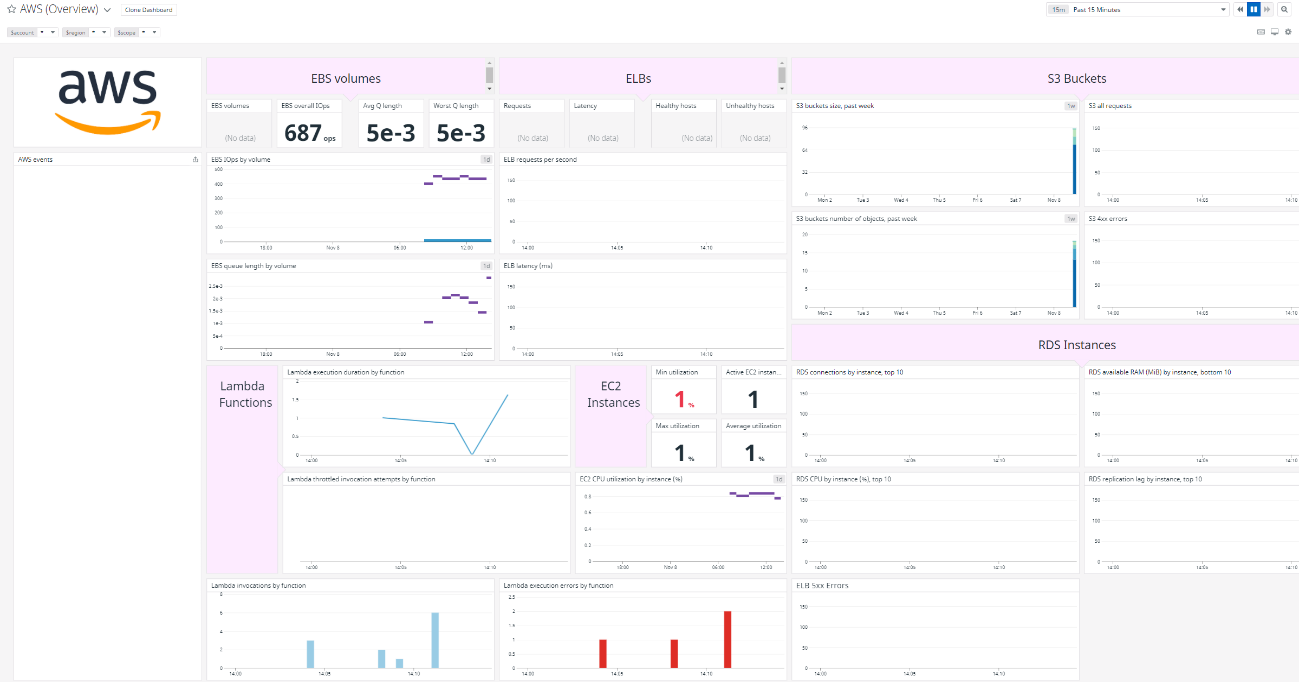 AWS (Overview)
Clone Dashboard
15m Past 15 Minutes
$account
$region
$scope
aws
EBS volumes
ELBs
S3 Buckets
EBS volumes
(No data)
EBS overall IOps
687 ops
Avg Q length
5e-3
Worst Q length
5e-3
Requests
(No data)
Latency
(No data)
Healthy hosts
(No data)
Unhealthy hosts
(No data)
S3 buckets size, past week
1w
96
64
32
0
Mon 2 Tue 3 Wed 4 Thu 5 Fri 6 Sat 7 Nov 8
S3 all requests
150
100
50
0
14:00 14:05 14:10
AWS events
EBS IOps by volume
1d
500
400
300
200
100
0
18:00 Nov 8 06:00 12:00
ELB requests per second
150
100
50
0
14:00 14:05 14:10
S3 buckets number of objects, past week
1w
20
15
10
5
0
Mon 2 Tue 3 Wed 4 Thu 5 Fri 6 Sat 7 Nov 8
S3 4xx errors
150
100
50
0
14:00 14:05 14:10
EBS queue length by volume
1d
2.5e-3
2e-3
1.5e-3
1e-3
5e-4
0
18:00 Nov 8 06:00 12:00
ELB latency (ms)
150
100
50
0
14:00 14:05 14:10
RDS Instances
Lambda
Functions
Lambda execution duration by function
2
1.5
1
0.5
0
14:00 14:05 14:10
EC2
Instances
Min utilization
1 %
Active EC2 instan...
1
Max utilization
1 %
Average utilization
1 %
RDS connections by instance, top 10
150
100
50
0
14:00 14:05 14:10
RDS available RAM (MiB) by instance, bottom 10
150
100
50
0
14:00 14:05 14:10
Lambda throttled invocation attempts by function
14:00 14:05 14:10
EC2 CPU utilization by instance (%)
1d
0.8
0.6
0.4
0.2
0
18:00 Nov 8 06:00 12:00
RDS CPU by instance (%), top 10
150
100
50
0
14:00 14:05 14:10
RDS replication lag by instance, top 10
150
100
50
0
14:00 14:05 14:10
Lambda invocations by function
8
6
4
2
0
14:00 14:05 14:10
Lambda execution errors by function
2.5
2
1.5
1
0.5
0
14:00 14:05 14:10
ELB 5xx Errors
150
100
50
0
14:00 14:05 14:10